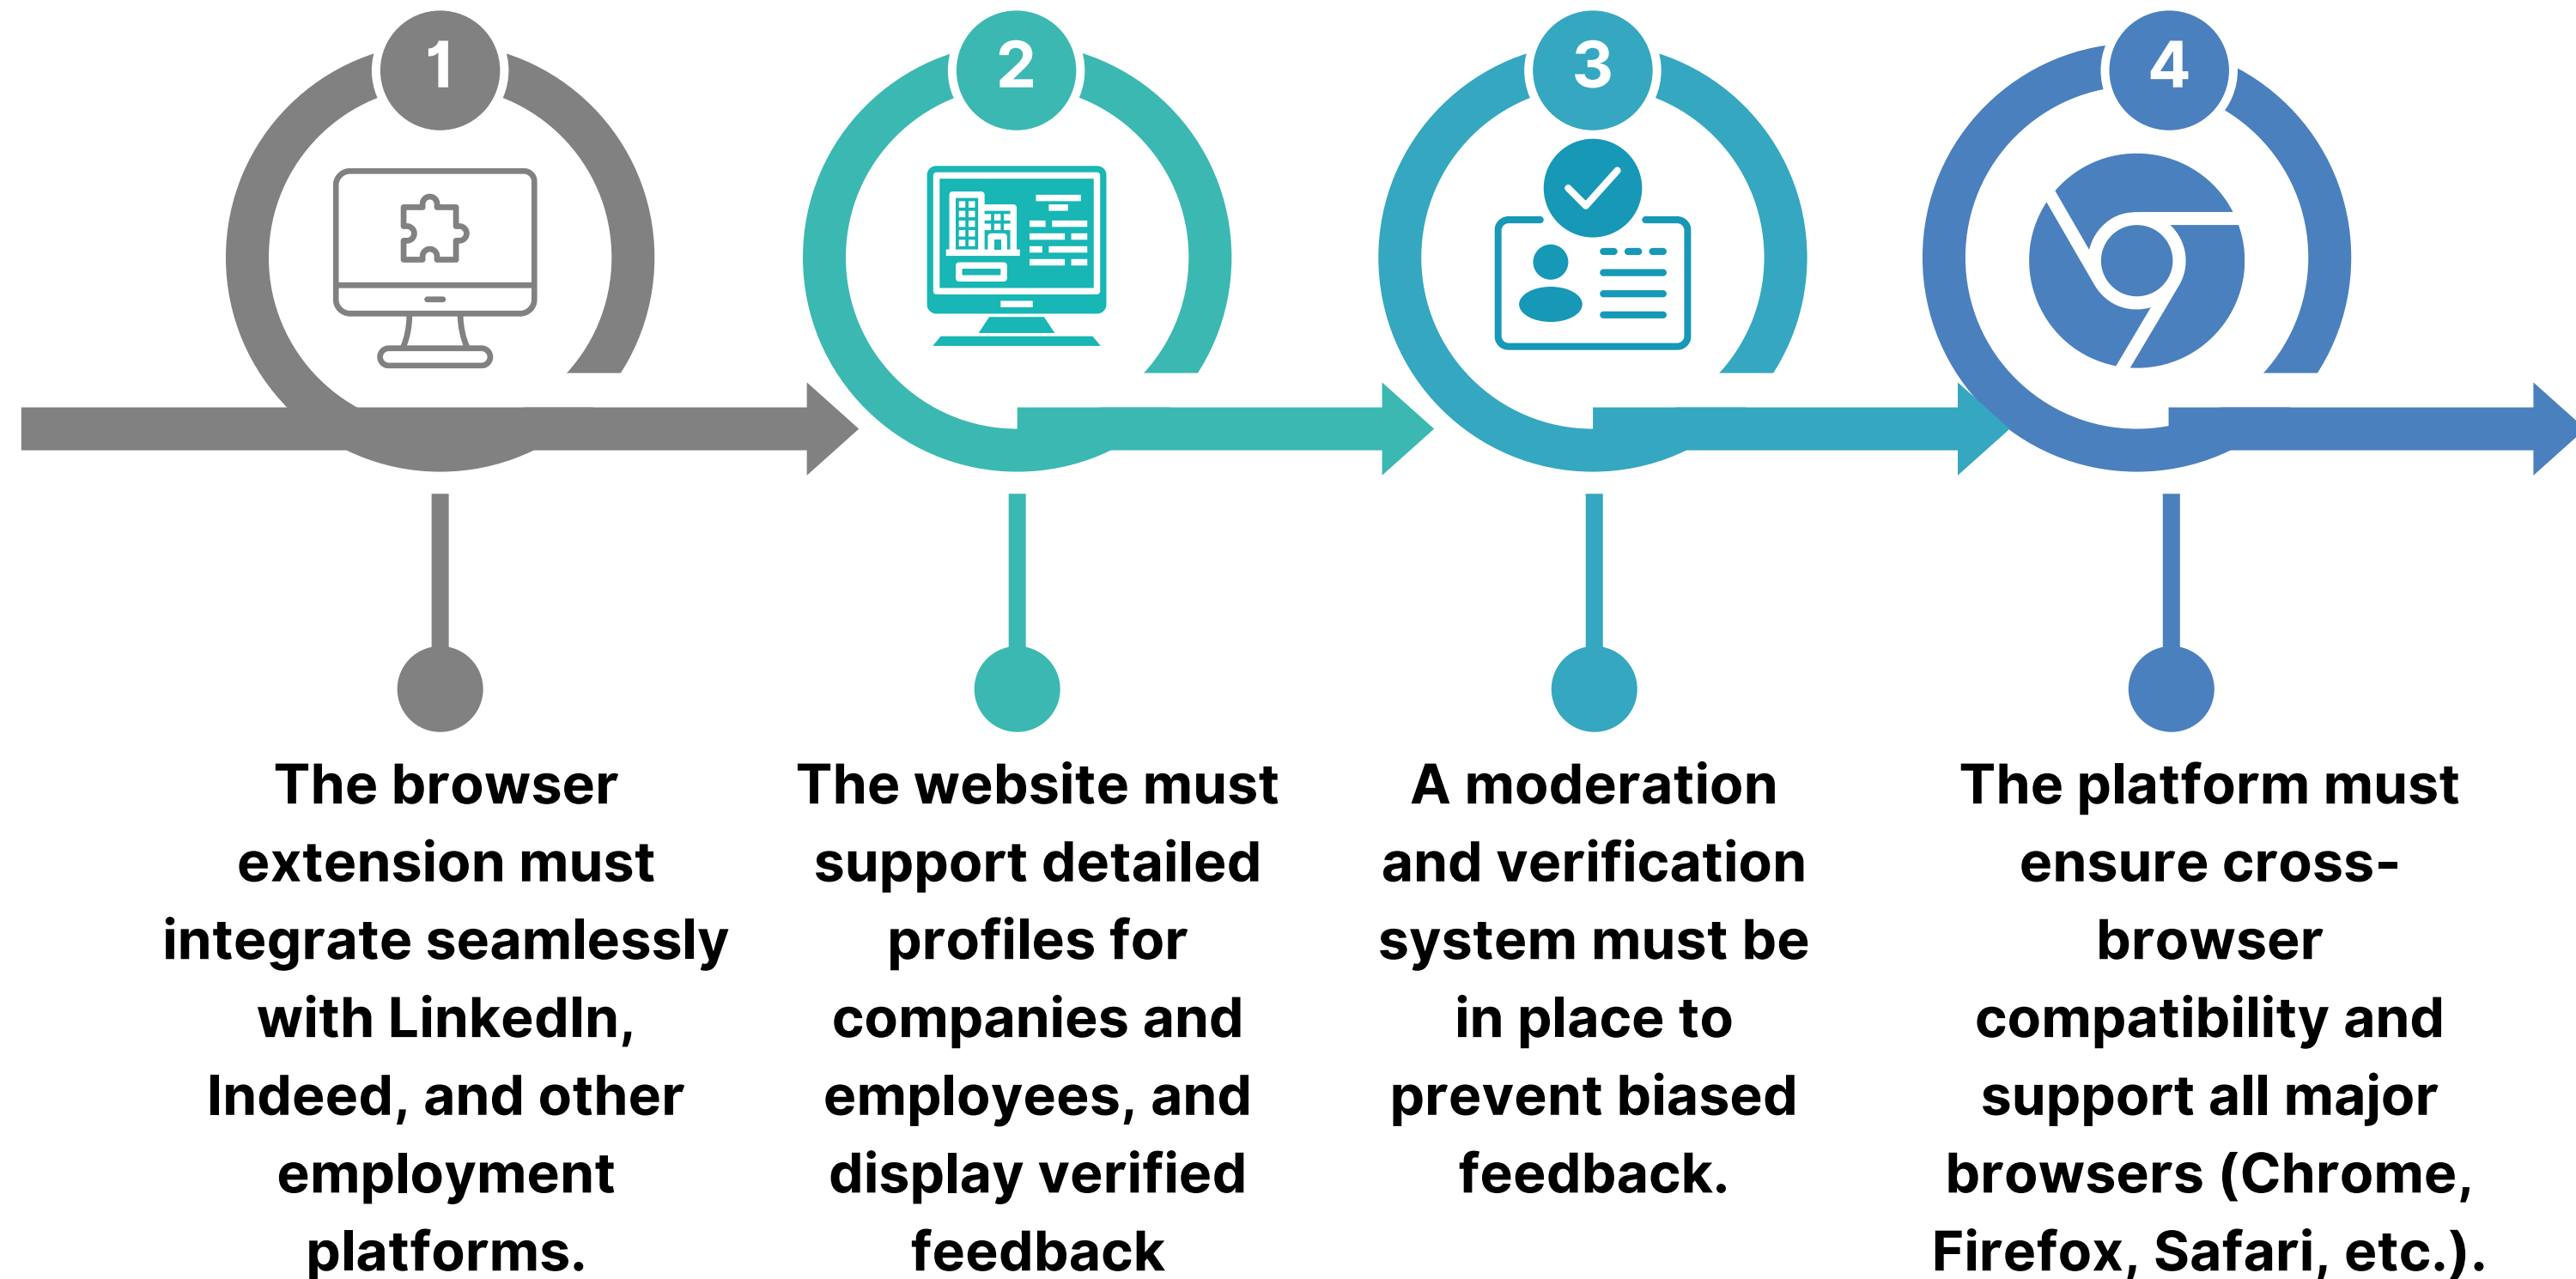 1
The browser
extension must
integrate seamlessly
with LinkedIn,
Indeed, and other
employment
platforms.
2
The website must
support detailed
profiles for
companies and
employees, and
display verified
feedback
3
A moderation
and verification
system must be
in place to
prevent biased
feedback.
4
The platform must
ensure cross-
browser
compatibility and
support all major
browsers (Chrome,
Firefox, Safari, etc.).